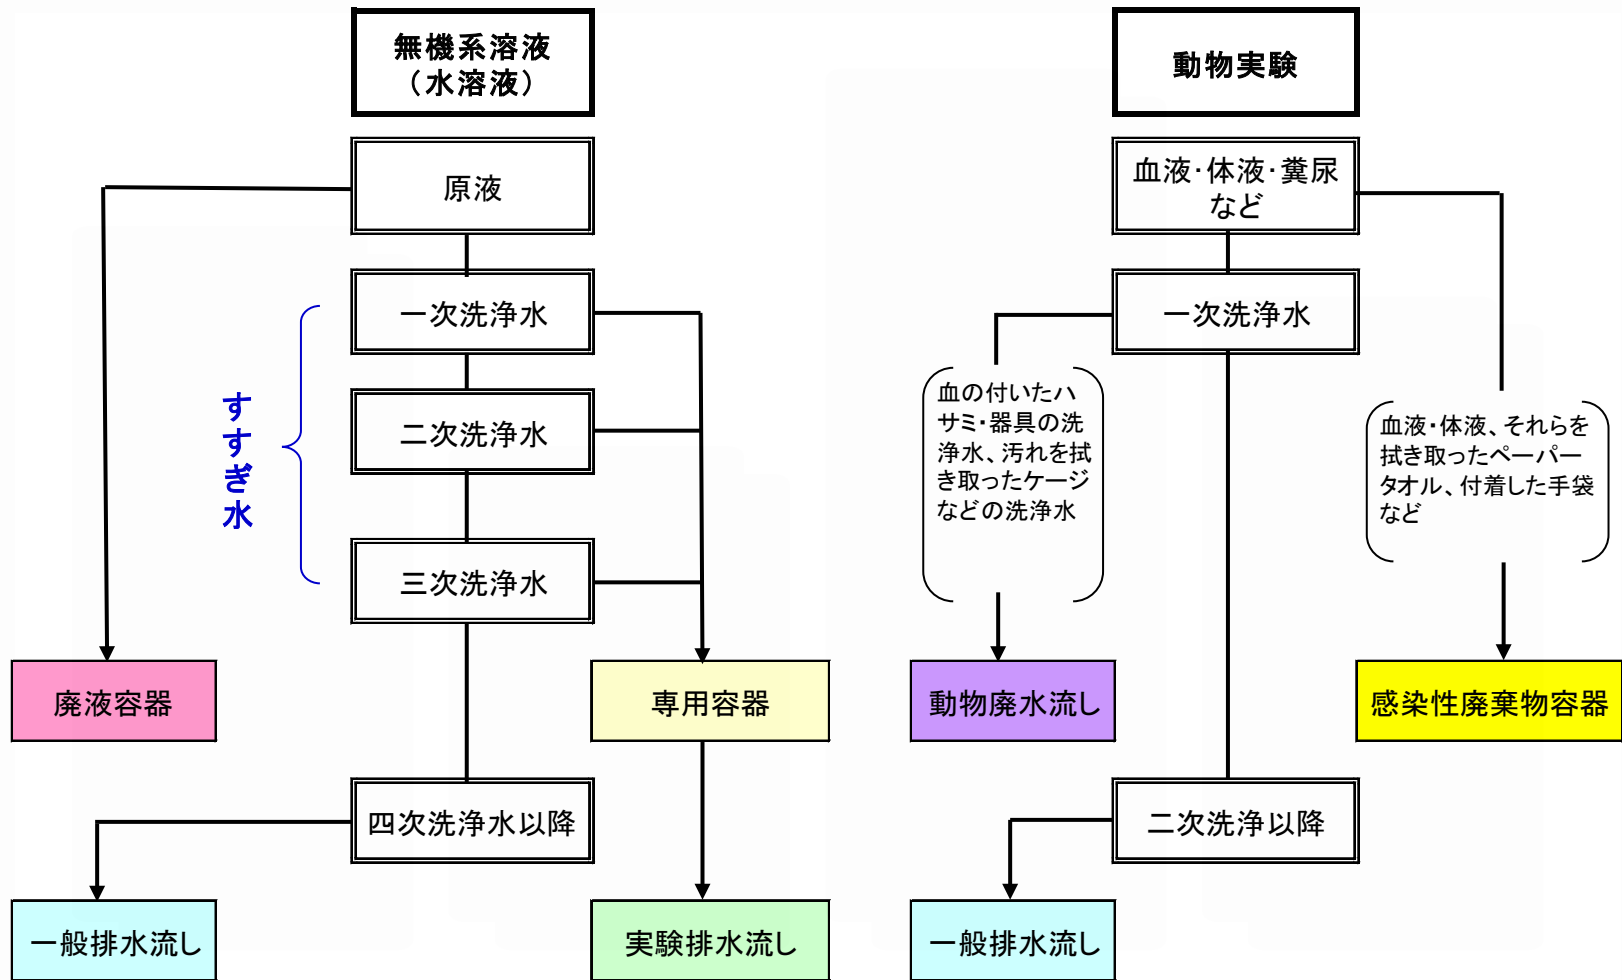 無機系溶液
（水溶液）
原液
一次洗浄水
二次洗浄水
三次洗浄水
すすぎ水
廃液容器
専用容器
四次洗浄水以降
一般排水流し
実験排水流し
動物実験
血液・体液・糞尿
など
一次洗浄水
血の付いたハ
サミ・器具の洗
浄水、汚れを拭
き取ったケージ
などの洗浄水
血液・体液、それらを
拭き取ったペーパー
タオル、付着した手袋
など
動物廃水流し
感染性廃棄物容器
二次洗浄以降
一般排水流し